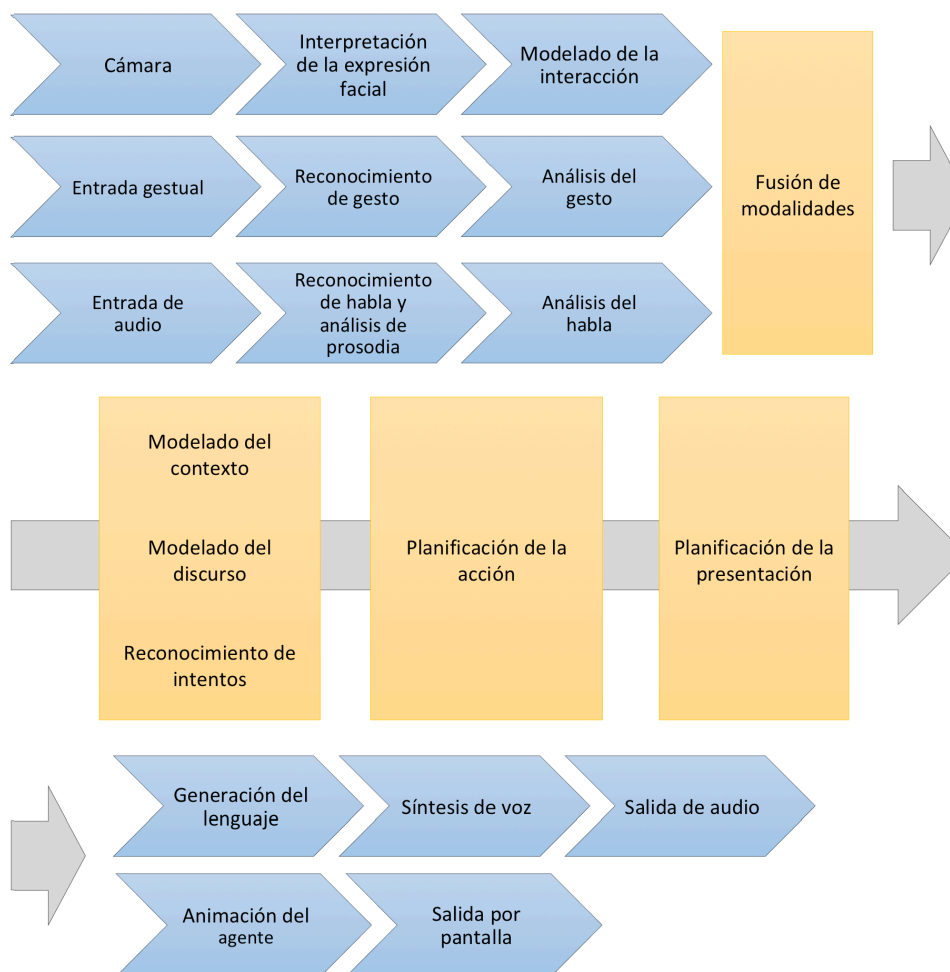 Cámara
Interpretación
de la expresión
facial
Modelado de la
interacción
Entrada gestual
Reconocimiento
de gesto
Análisis del
gesto
Fusión de
modalidades
Entrada de
audio
Reconocimiento
de habla y
análisis de
prosodia
Análisis del
habla
Modelado del
contexto
Modelado del
discurso
Reconocimiento de
intentos
Planificación de la
acción
Planificación de la
presentación
Generación del
lenguaje
Síntesis de voz
Salida de audio
Animación del
agente
Salida por
pantalla